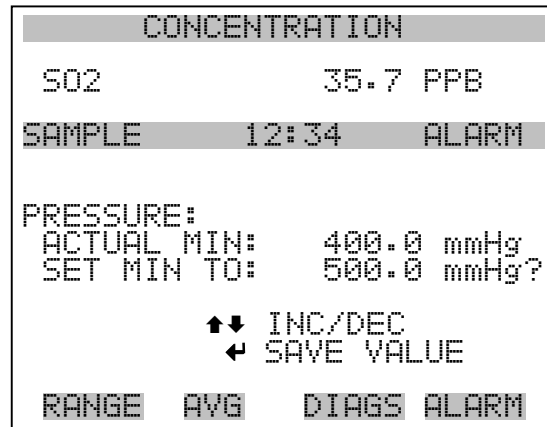 CONCENTRATION
SO2 35.7 PPB
SAMPLE 12:34 ALARM
PRESSURE:
ACTUAL MIN: 400.0 mmHg
SET MIN TO: 500.0 mmHg?
INC/DEC
SAVE VALUE
RANGE AVG DIAGS ALARM